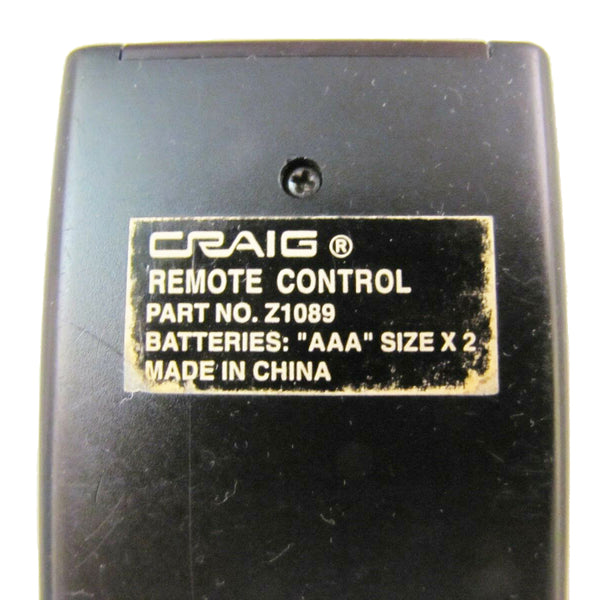 CRAIG ®
REMOTE CONTROL
PART NO. Z1089
BATTERIES: "AAA" SIZE X 2
MADE IN CHINA